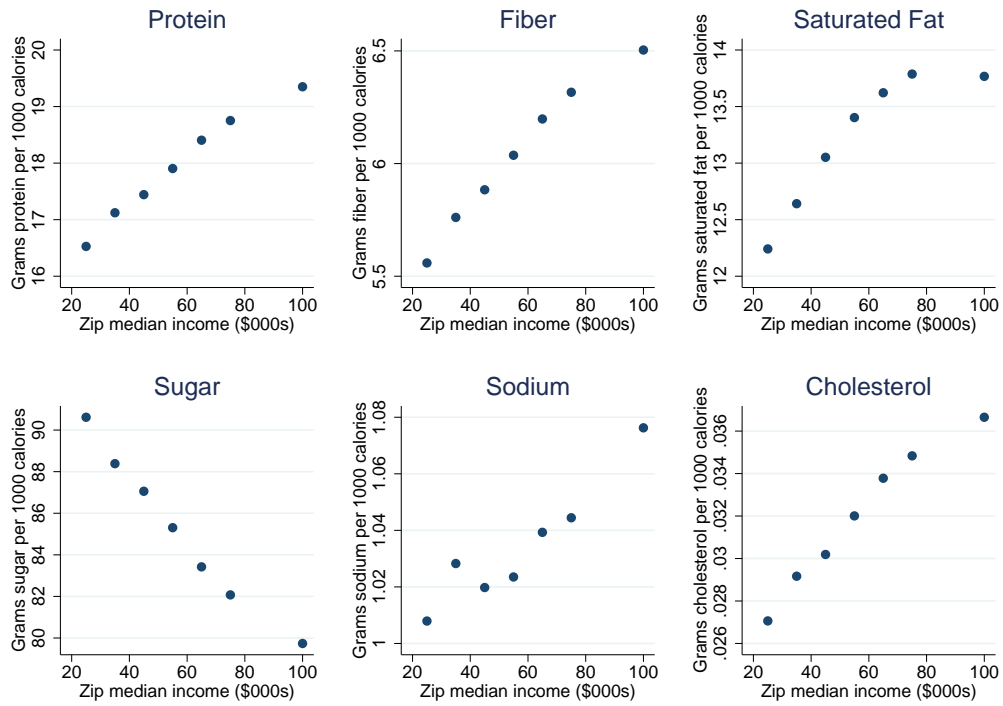 Protein
Grams protein per 1000 calories
20
19
18
17
16
20 40 60 80 100
Zip median income ($000s)
Fiber
Grams fiber per 1000 calories
6.5
6
5.5
20 40 60 80 100
Zip median income ($000s)
Saturated Fat
Grams saturated fat per 1000 calories
14
13.5
13
12.5
12
20 40 60 80 100
Zip median income ($000s)
Sugar
Grams sugar per 1000 calories
90
88
86
84
82
80
20 40 60 80 100
Zip median income ($000s)
Sodium
Grams sodium per 1000 calories
1.08
1.06
1.04
1.02
1
20 40 60 80 100
Zip median income ($000s)
Cholesterol
Grams cholesterol per 1000 calories
.036
.034
.032
.03
.028
.026
20 40 60 80 100
Zip median income ($000s)